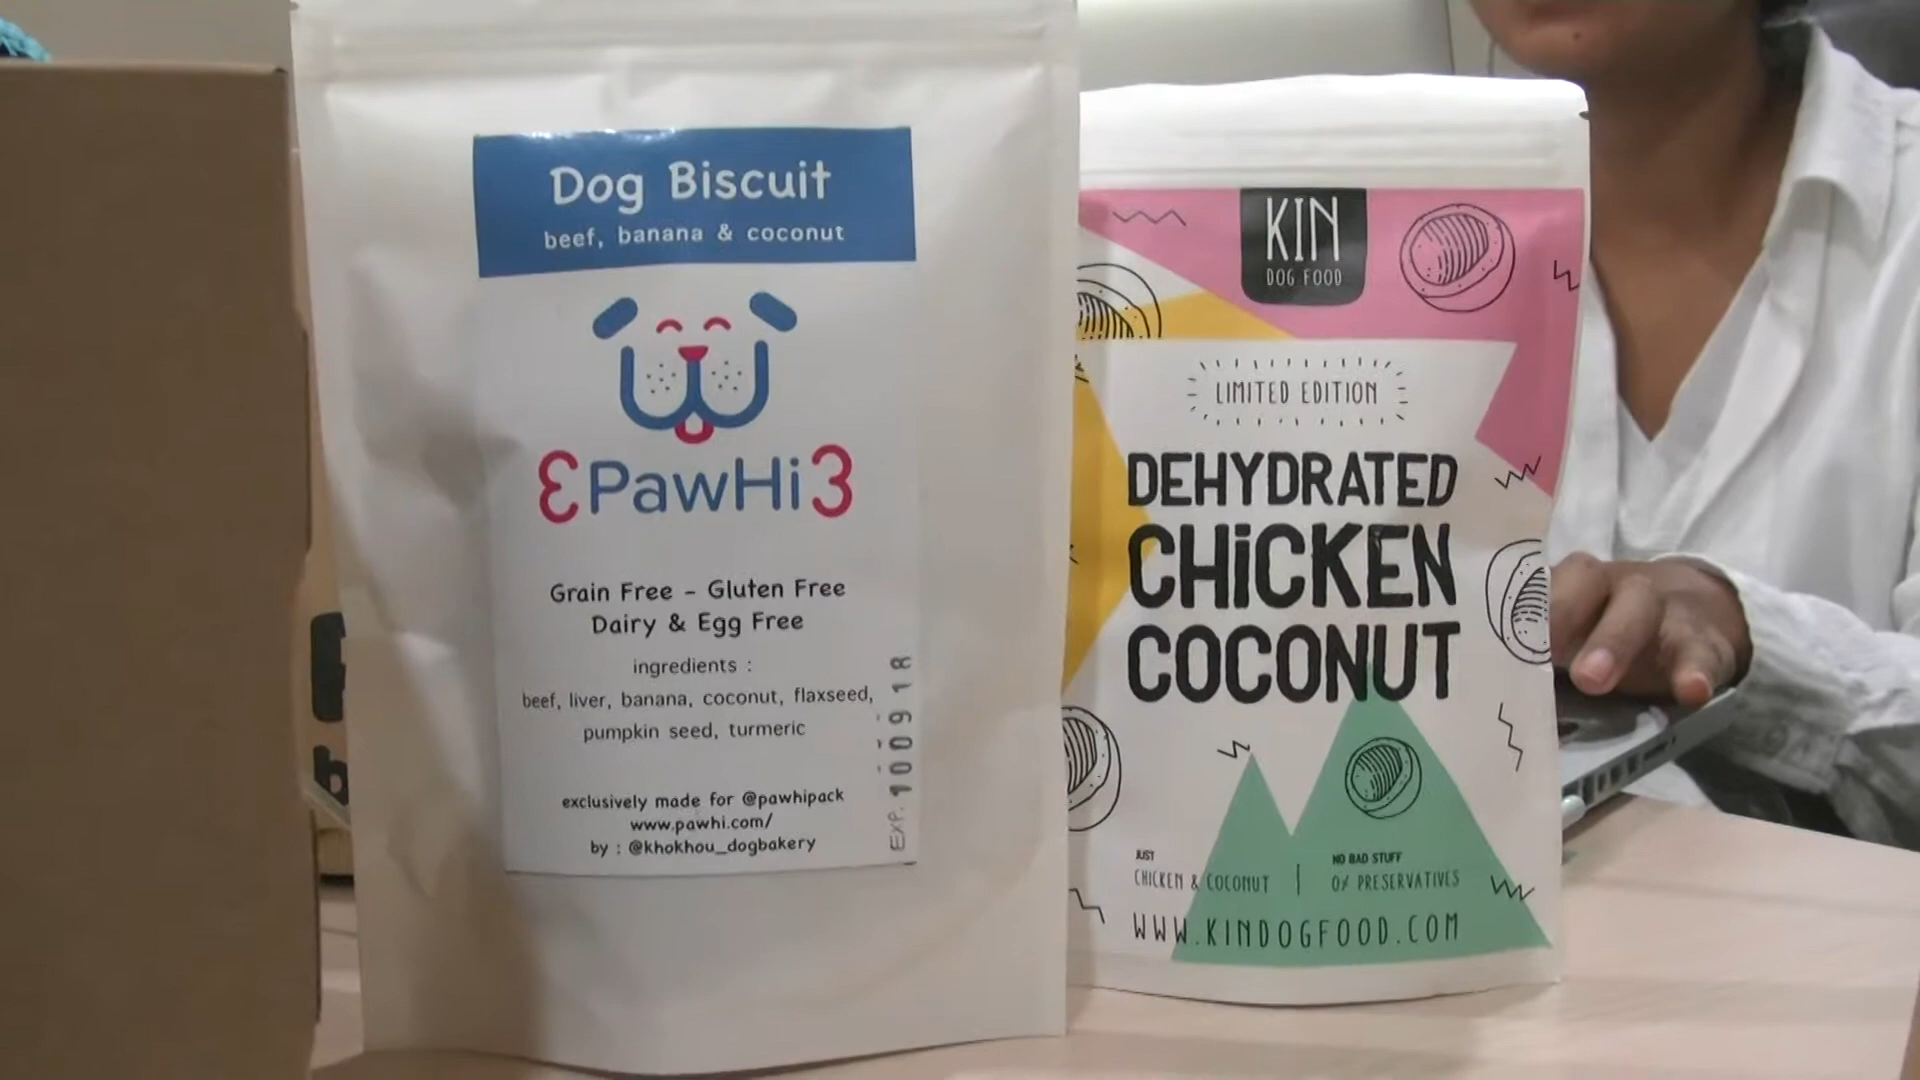 Dog Biscuit
beef, banana & coconut
ƐPawHi3
Grain Free - Gluten Free
Dairy & Egg Free
ingredients :
beef, liver, banana, coconut, flaxseed,
pumpkin seed, turmeric
exclusively made for @pawhipack
www.pawhi.com/
by : @khokhou_dogbakery
EXP. 100918
KIN
DOG FOOD
LIMITED EDITION
DEHYDRATED
CHiCKEN
COCONUT
JUST
CHICKEN & COCONUT
NO BAD STUFF
0% PRESERVATIVES
WWW.KINDOGFOOD.COM